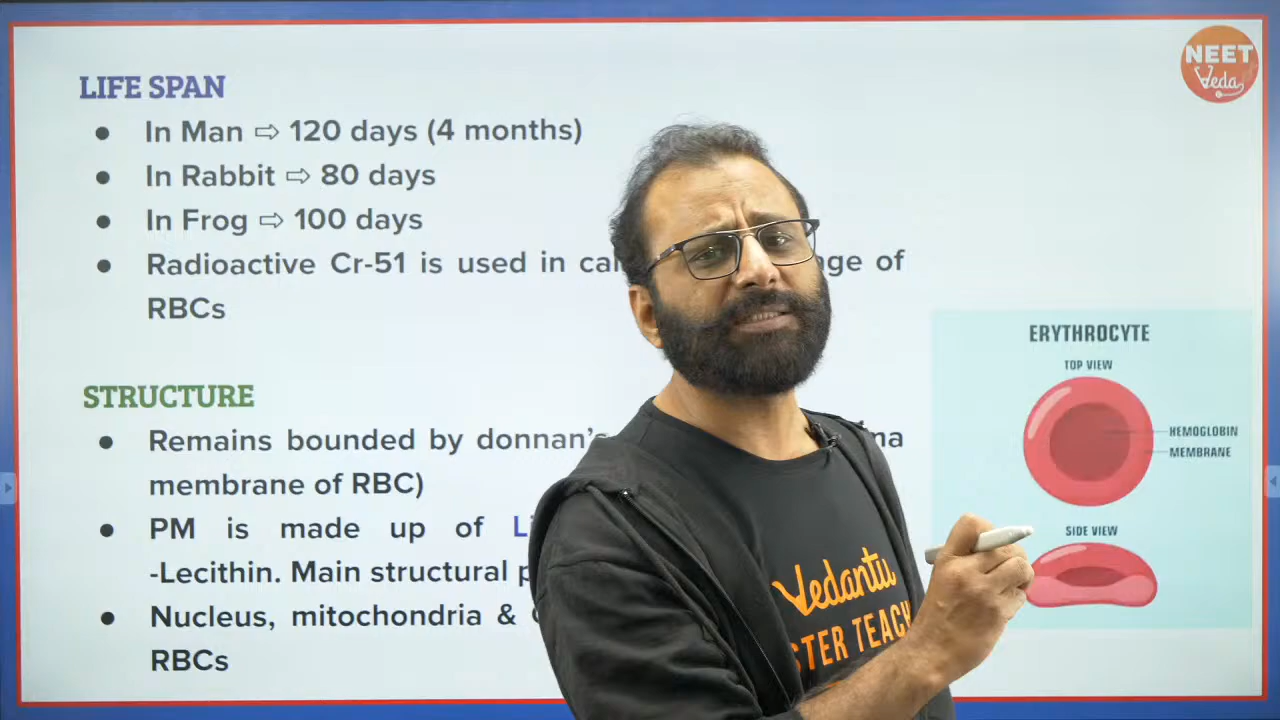 NEET
Veda
LIFE SPAN
● In Man ⇨ 120 days (4 months)
● In Rabbit ⇨ 80 days
● In Frog ⇨ 100 days
● Radioactive Cr-51 is used in of
RBCs
STRUCTURE
● Remains bounded by donnan's
membrane of RBC)
● PM is made up of
-Lecithin. Main structural
● Nucleus, mitochondria &
RBCs
ERYTHROCYTE
TOP VIEW
HEMOGLOBIN
MEMBRANE
SIDE VIEW
Vedantu
TEACH